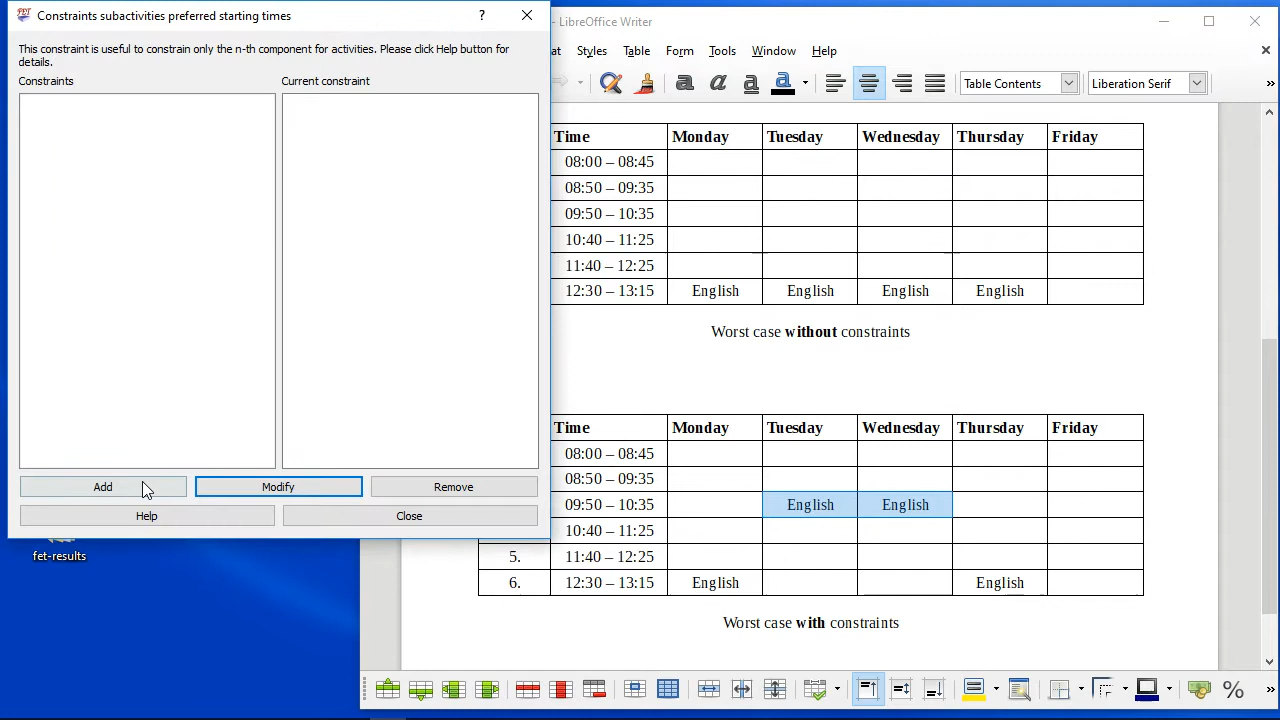 Constraints subactivities preferred starting times
?
This constraint is useful to constrain only the n-th component for activities. Please click Help button for
details.
Constraints
Current constraint
Add
Modify
Remove
Help
Close
fet-results
- LibreOffice Writer
Styles
Table
Form
Tools
Window
Help
a
a
a
a
Table Contents
Liberation Serif
Time Monday Tuesday Wednesday Thursday Friday
08:00 – 08:45
08:50 – 09:35
09:50 – 10:35
10:40 – 11:25
11:40 – 12:25
12:30 – 13:15 English English English English
Worst case without constraints
Time Monday Tuesday Wednesday Thursday Friday
08:00 – 08:45
08:50 – 09:35
09:50 – 10:35 English English
10:40 – 11:25
5. 11:40 – 12:25
6. 12:30 – 13:15 English English
Worst case with constraints
%